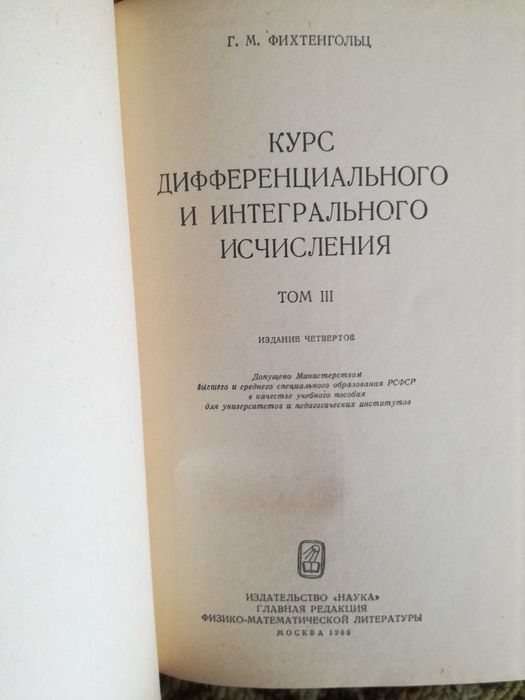 Г. М. ФИХТЕНГОЛЬЦ
КУРС
ДИФФЕРЕНЦИАЛЬНОГО
И ИНТЕГРАЛЬНОГО
ИСЧИСЛЕНИЯ
ТОМ III
ИЗДАНИЕ ЧЕТВЕРТОЕ
Допущено Министерством
высшего и среднего специального образования РСФСР
в качестве учебного пособия
для университетов и педагогических институтов
ИЗДАТЕЛЬСТВО «НАУКА»
ГЛАВНАЯ РЕДАКЦИЯ
ФИЗИКО-МАТЕМАТИЧЕСКОЙ ЛИТЕРАТУРЫ
МОСКВА 1966